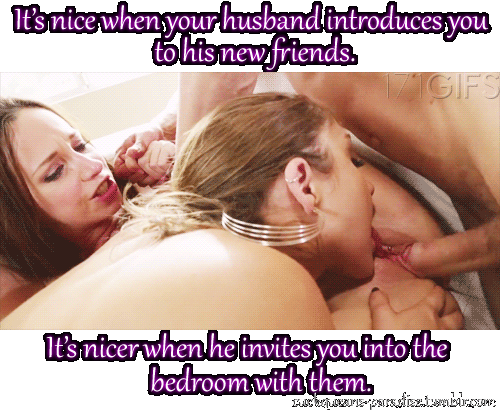 It's nice when your husband introduces you
to his new friends.
171GIFS
It's nicer when he invites you into the
bedroom with them.